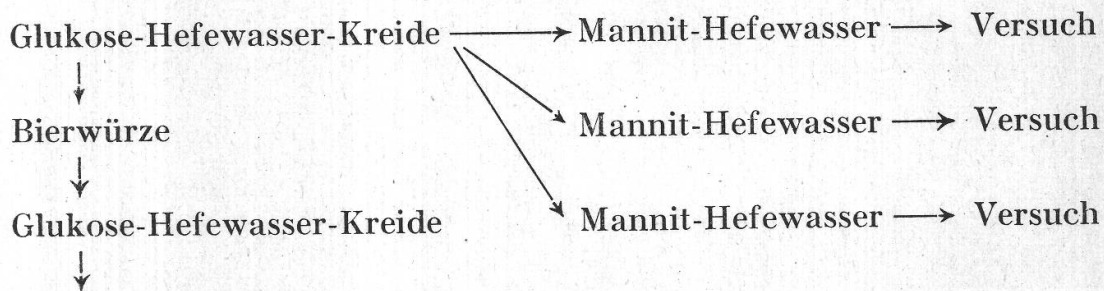 Glukose-Hefewasser-Kreide → Mannit-Hefewasser → Versuch
Bierwürze Mannit-Hefewasser → Versuch
Glukose-Hefewasser-Kreide Mannit-Hefewasser → Versuch